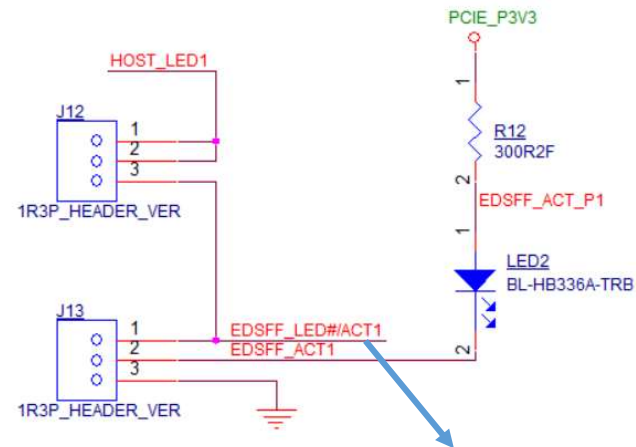 PCIE_P3V3
HOST_LED1
J12
1
2
3
1R3P_HEADER_VER
1
R12
300R2F
2
EDSFF_ACT_P1
1
LED2
BL-HB336A-TRB
2
J13
1
2
3
EDSFF_LED#/ACT1
EDSFF_ACT1
1R3P_HEADER_VER